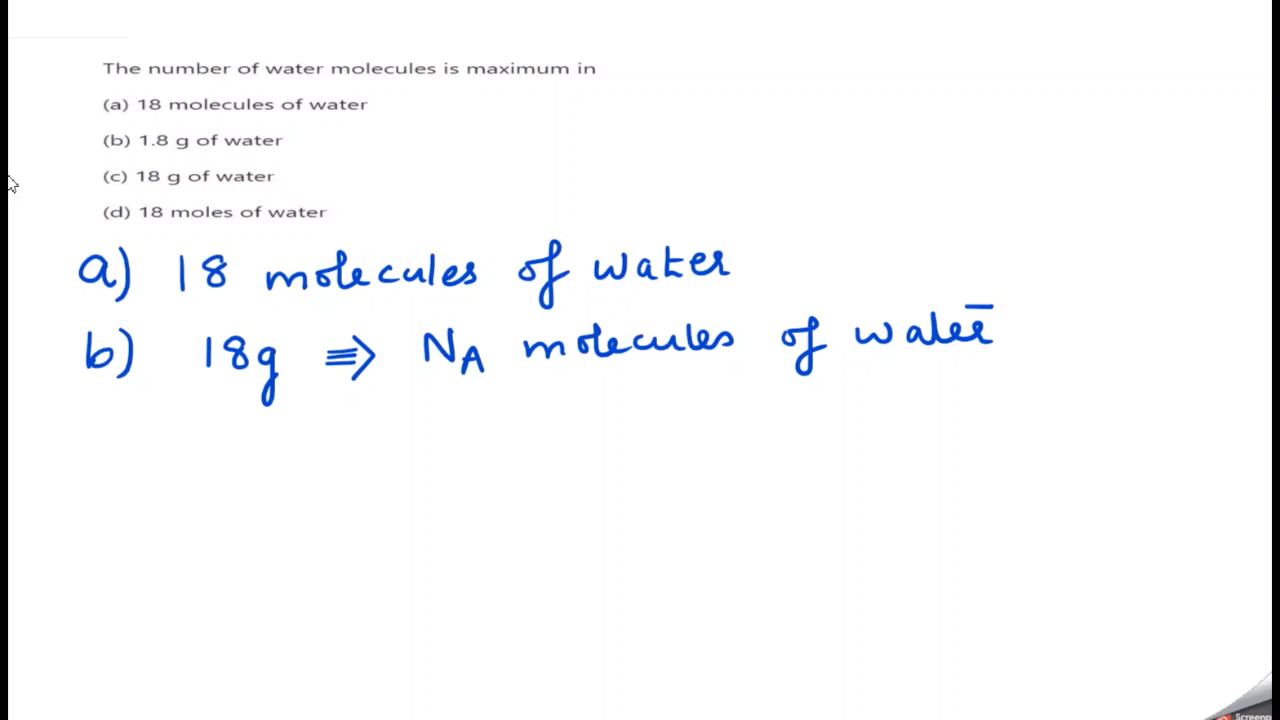 The number of water molecules is maximum in
(a) 18 molecules of water
(b) 1.8 g of water
(c) 18 g of water
(d) 18 moles of water
a) 18 molecules of water
b) 18g ⇒ NA molecules of water